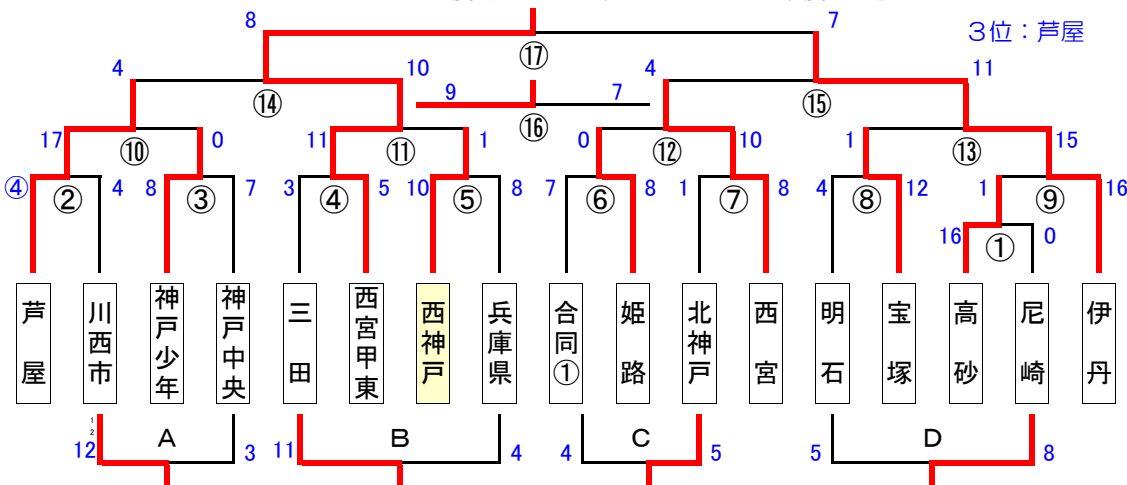 8 7
3位：芦屋
⑰
4 10 4 11
⑭ 9 7 ⑮
⑯
17 0 11 1 0 10 1 15
⑩ ⑪ ⑫ ⑬
④ 4 8 7 3 5 10 8 7 8 1 8 4 12 1 16
② ③ ④ ⑤ ⑥ ⑦ ⑧ ⑨
16 ① 0
芦屋
川西市
神戸少年
神戸中央
三田
西宮甲東
西神戸
兵庫県
合同①
姫路
北神戸
西宮
明石
宝塚
高砂
尼崎
伊丹
1
2
12 A 3 11 B 4 4 C 5 5 D 8